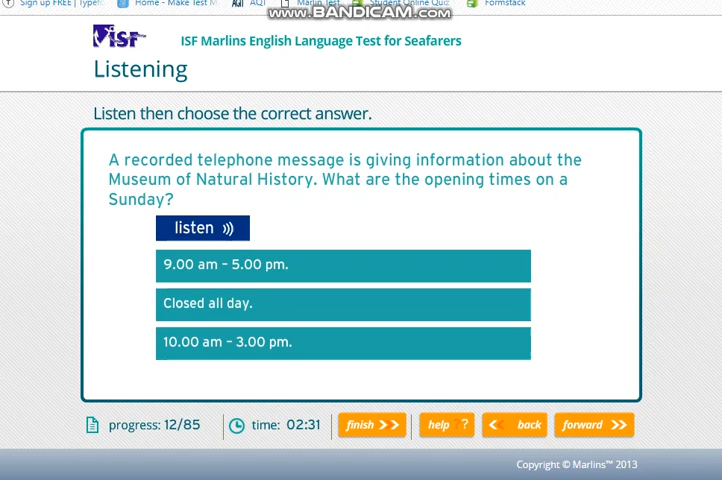 Sign up FREE | Typef
Home - Make Test M
AQI
Marlin Test
Student Online Quiz
Formstack
www.BANDICAM.com
ISF
ISF Marlins English Language Test for Seafarers
Listening
Listen then choose the correct answer.
A recorded telephone message is giving information about the
Museum of Natural History. What are the opening times on a
Sunday?
listen
9.00 am – 5.00 pm.
Closed all day.
10.00 am – 3.00 pm.
progress: 12/85
time: 02:31
finish >>
help ??
<< back
forward >>
Copyright © Marlins™ 2013